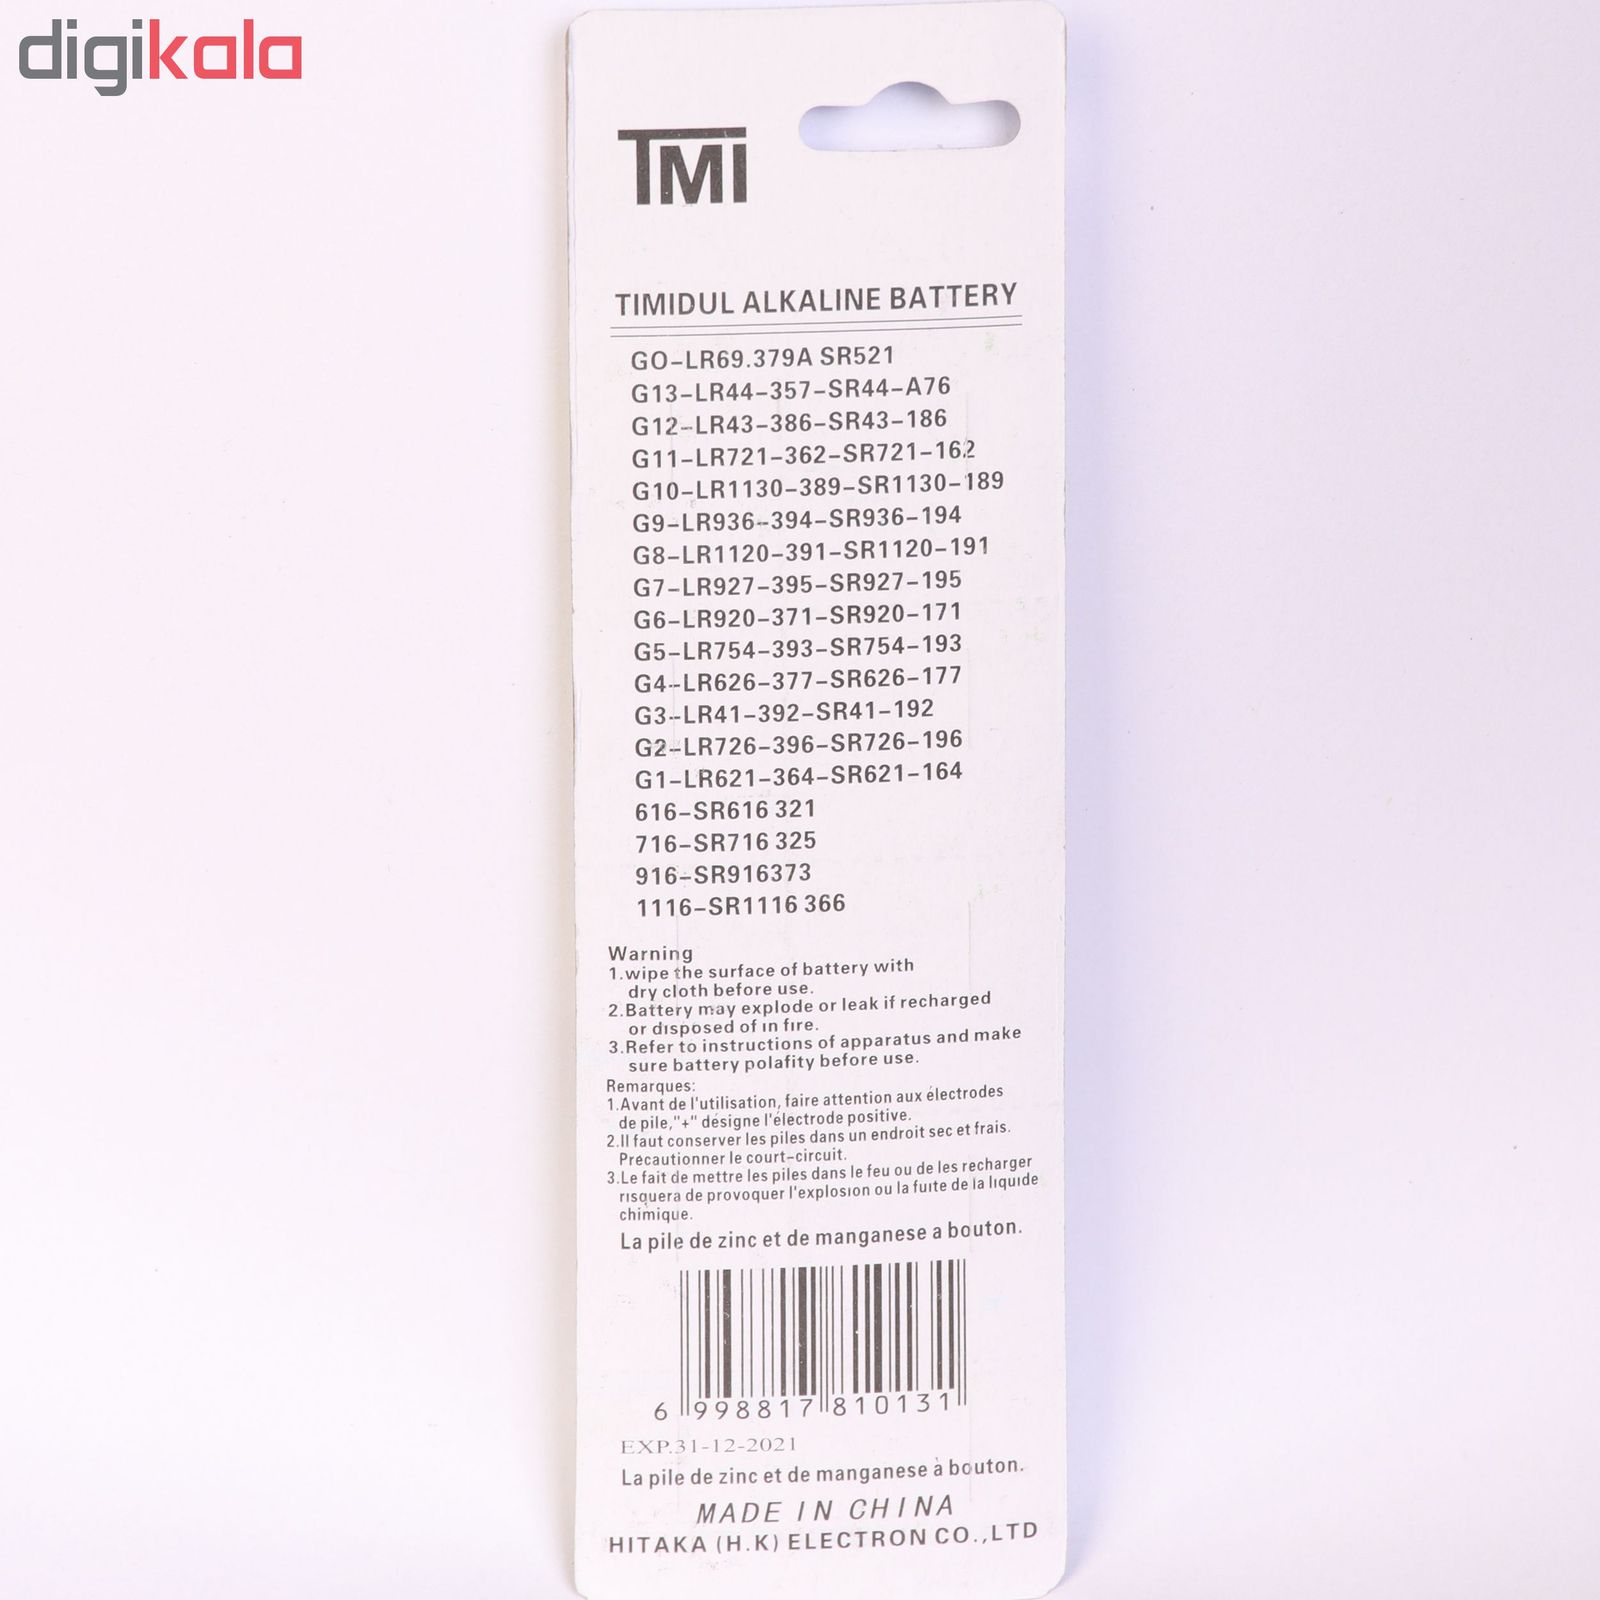 digikala
TMI
TIMIDUL ALKALINE BATTERY
GO-LR69.379A SR521
G13-LR44-357-SR44-A76
G12-LR43-386-SR43-186
G11-LR721-362-SR721-162
G10-LR1130-389-SR1130-189
G9-LR936-394-SR936-194
G8-LR1120-391-SR1120-191
G7-LR927-395-SR927-195
G6-LR920-371-SR920-171
G5-LR754-393-SR754-193
G4-LR626-377-SR626-177
G3-LR41-392-SR41-192
G2-LR726-396-SR726-196
G1-LR621-364-SR621-164
616-SR616 321
716-SR716 325
916-SR916373
1116-SR1116 366
Warning
1.wipe the surface of battery with
dry cloth before use.
2.Battery may explode or leak if recharged
or disposed of in fire.
3.Refer to instructions of apparatus and make
sure battery polafity before use.
Remarques:
1.Avant de l'utilisation, faire attention aux électrodes
de pile,"+" désigne l'électrode positive.
2.Il faut conserver les piles dans un endroit sec et frais.
Précautionner le court-circuit.
3.Le fait de mettre les piles dans le feu ou de les recharger
risquera de provoquer l'explosion ou la fuite de la liquide
chimique.
La pile de zinc et de manganese a bouton.
6 998817 810131
EXP.31-12-2021
La pile de zinc et de manganese à bouton.
MADE IN CHINA
HITAKA (H.K) ELECTRON CO.,LTD